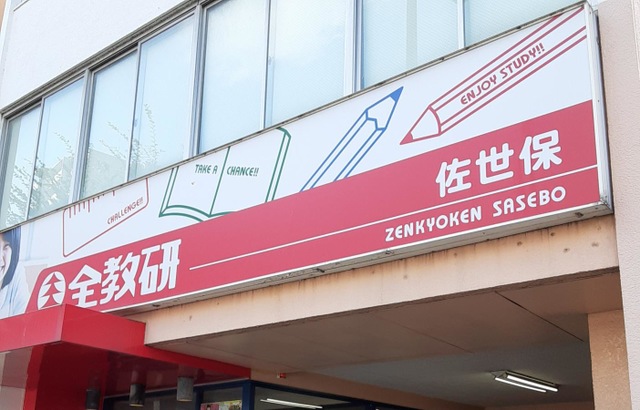 ENJOY STUDY!!
TAKE A CHANCE!!
CHALLENGE!!
佐世保
ZENKYOKEN SASEBO
全教研